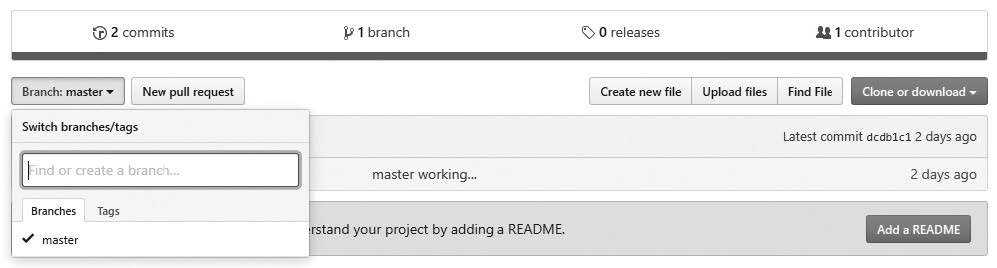 2 commits 1 branch 0 releases 1 contributor
Branch: master New pull request Create new file Upload files Find File Clone or download
Switch branches/tags
Latest commit dcdb1c1 2 days ago
Find or create a branch...
master working... 2 days ago
Branches Tags
erstand your project by adding a README. Add a README
master